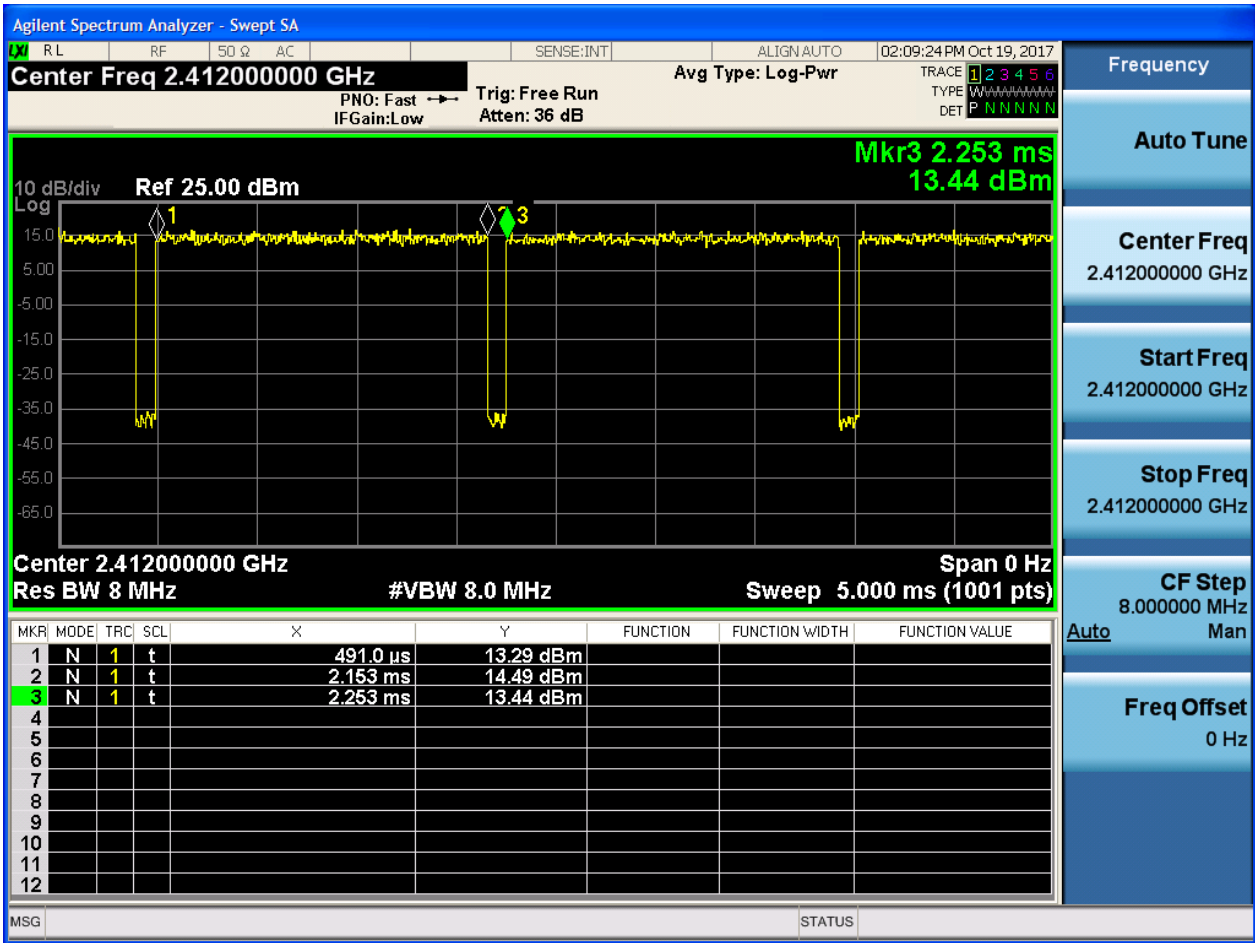 Agilent Spectrum Analyzer - Swept SA
LXI RL RF 50 Ω AC SENSE:INT ALIGNAUTO 02:09:24 PM Oct 19, 2017
Center Freq 2.412000000 GHz
PNO: Fast
IFGain:Low
Trig: Free Run
Atten: 36 dB
Avg Type: Log-Pwr
TRACE 1 2 3 4 5 6
TYPE
DET P N N N N N
Mkr3 2.253 ms
13.44 dBm
10 dB/div Ref 25.00 dBm
Log
1 2 3
15.0
5.00
-5.00
-15.0
-25.0
-35.0
-45.0
-55.0
-65.0
Center 2.412000000 GHz Span 0 Hz
Res BW 8 MHz #VBW 8.0 MHz Sweep 5.000 ms (1001 pts)
MKR MODE TRC SCL X Y FUNCTION FUNCTION WIDTH FUNCTION VALUE
1 N 1 t 491.0 µs 13.29 dBm
2 N 1 t 2.153 ms 14.49 dBm
3 N 1 t 2.253 ms 13.44 dBm
4
5
6
7
8
9
10
11
12
MSG STATUS
Frequency
Auto Tune
Center Freq
2.412000000 GHz
Start Freq
2.412000000 GHz
Stop Freq
2.412000000 GHz
CF Step
8.000000 MHz
Auto Man
Freq Offset
0 Hz